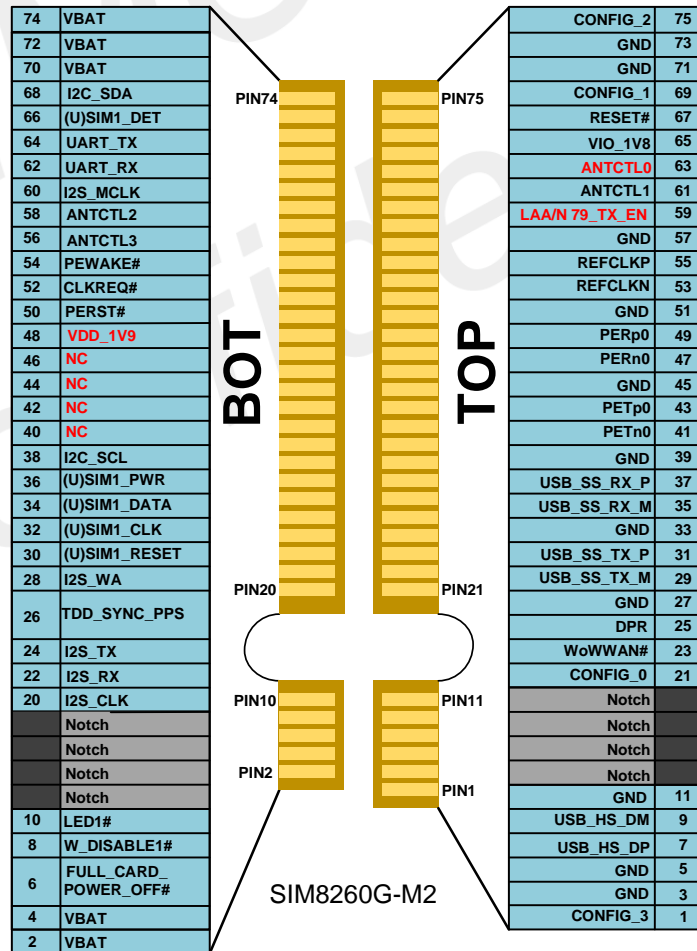 74 VBAT
72 VBAT
70 VBAT
68 I2C_SDA
66 (U)SIM1_DET
64 UART_TX
62 UART_RX
60 I2S_MCLK
58 ANTCTL2
56 ANTCTL3
54 PEWAKE#
52 CLKREQ#
50 PERST#
48 VDD_1V9
46 NC
44 NC
42 NC
40 NC
38 I2C_SCL
36 (U)SIM1_PWR
34 (U)SIM1_DATA
32 (U)SIM1_CLK
30 (U)SIM1_RESET
28 I2S_WA
26 TDD_SYNC_PPS
24 I2S_TX
22 I2S_RX
20 I2S_CLK
Notch
Notch
Notch
Notch
10 LED1#
8 W_DISABLE1#
6 FULL_CARD_
POWER_OFF#
4 VBAT
2 VBAT
PIN74
BOT
PIN20
PIN10
PIN2
PIN75
TOP
PIN21
PIN11
PIN1
SIM8260G-M2
CONFIG_2 75
GND 73
GND 71
CONFIG_1 69
RESET# 67
VIO_1V8 65
ANTCTL0 63
ANTCTL1 61
LAA/N 79_TX_EN 59
GND 57
REFCLKP 55
REFCLKN 53
GND 51
PERp0 49
PERn0 47
GND 45
PETp0 43
PETn0 41
GND 39
USB_SS_RX_P 37
USB_SS_RX_M 35
GND 33
USB_SS_TX_P 31
USB_SS_TX_M 29
GND 27
DPR 25
WoWWAN# 23
CONFIG_0 21
Notch
Notch
Notch
Notch
GND 11
USB_HS_DM 9
USB_HS_DP 7
GND 5
GND 3
CONFIG_3 1